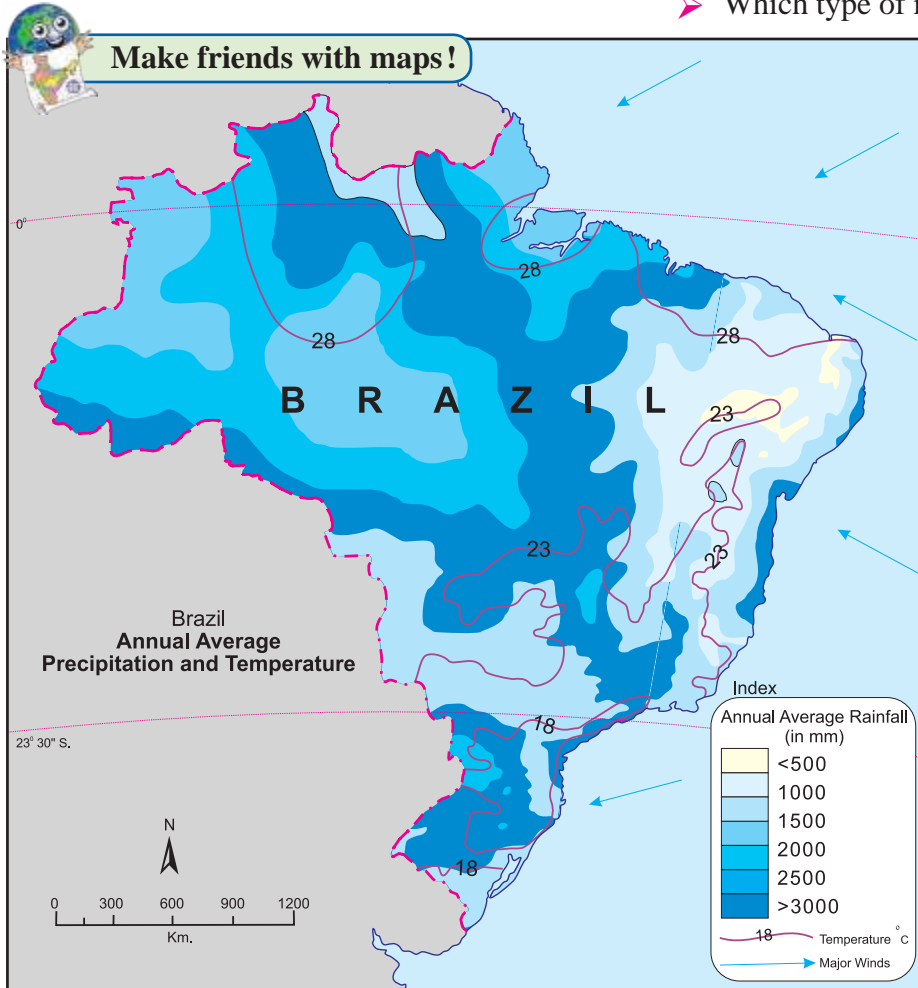 ➢ Which type of
Make friends with maps!
0°
28
28
28
B R A Z I L
23
23
23
Brazil
Annual Average
Precipitation and Temperature
18
23° 30" S.
18
N
0 300 600 900 1200
Km.
Index
Annual Average Rainfall
(in mm)
<500
1000
1500
2000
2500
>3000
18 Temperature °C
Major Winds